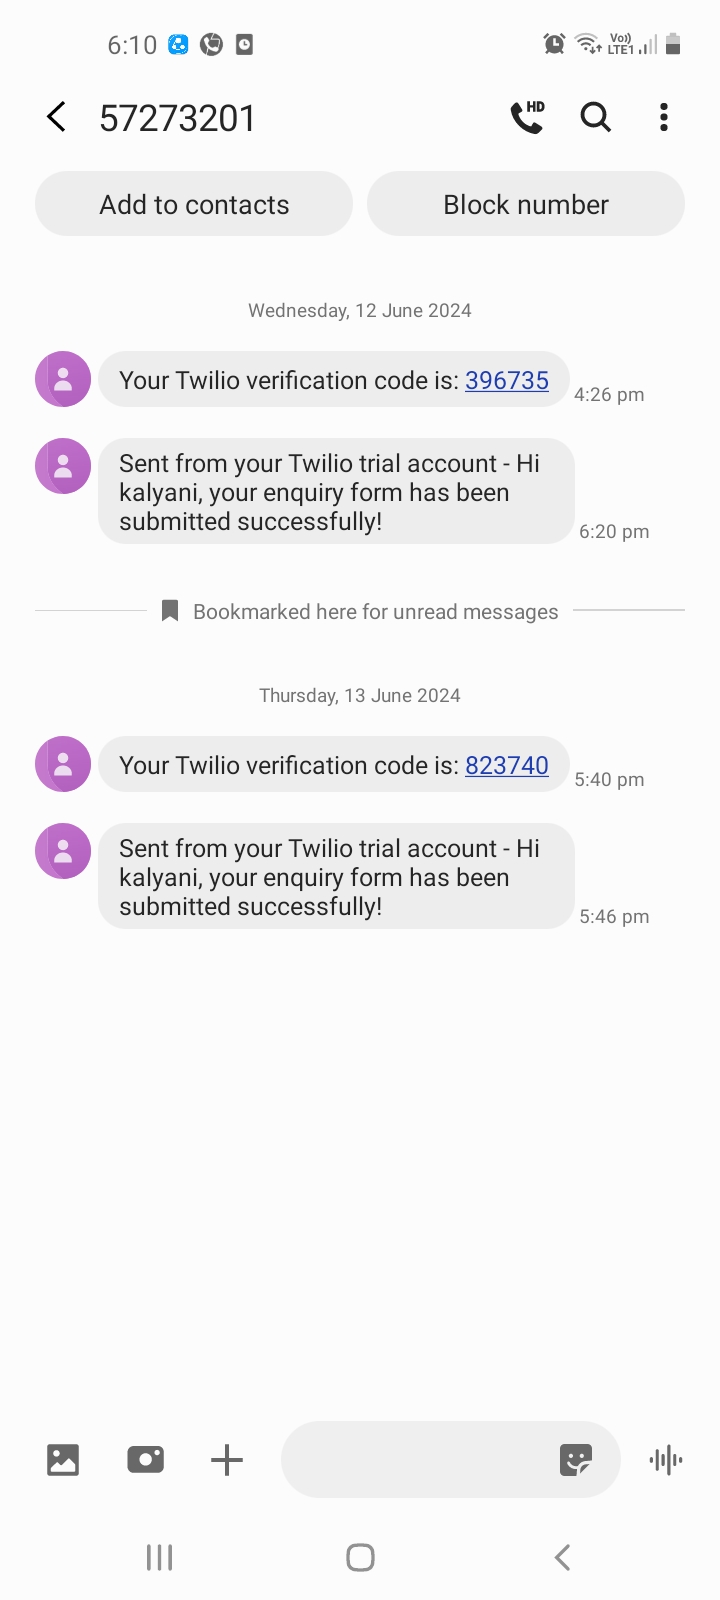 6:10
Vo))
LTE1
57273201
HD
Add to contacts
Block number
Wednesday, 12 June 2024
Your Twilio verification code is: 396735
4:26 pm
Sent from your Twilio trial account - Hi
kalyani, your enquiry form has been
submitted successfully!
6:20 pm
Bookmarked here for unread messages
Thursday, 13 June 2024
Your Twilio verification code is: 823740
5:40 pm
Sent from your Twilio trial account - Hi
kalyani, your enquiry form has been
submitted successfully!
5:46 pm